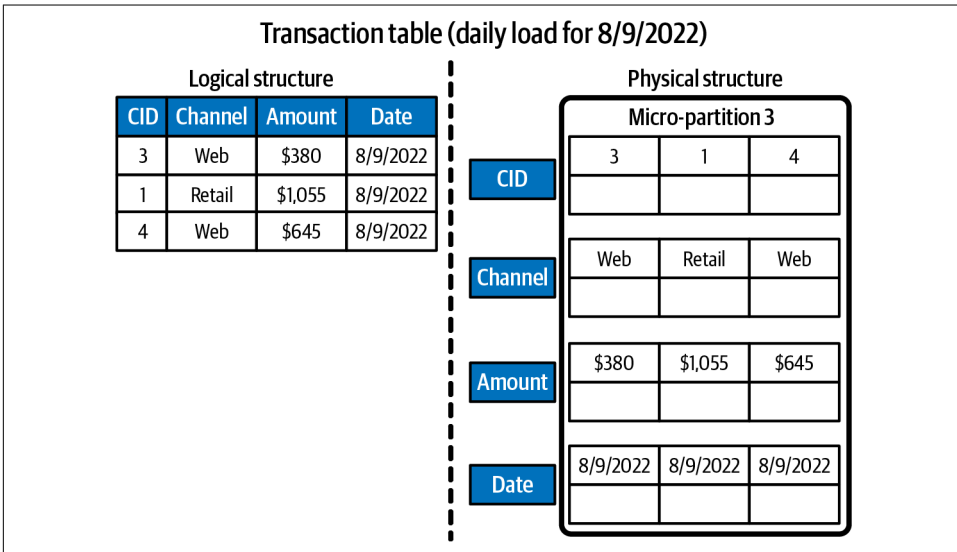 Transaction table (daily load for 8/9/2022)
Logical structure
CID Channel Amount Date
3 Web $380 8/9/2022
1 Retail $1,055 8/9/2022
4 Web $645 8/9/2022
Physical structure
Micro-partition 3
CID
3 1 4
Channel
Web Retail Web
Amount
$380 $1,055 $645
Date
8/9/2022 8/9/2022 8/9/2022